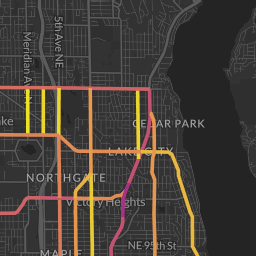 Meridian Ave N
5th Ave NE
CEDAR PARK
ake
LAKE CITY
NORTHGATE
Victory Heights
NE 95th St
MAPLE